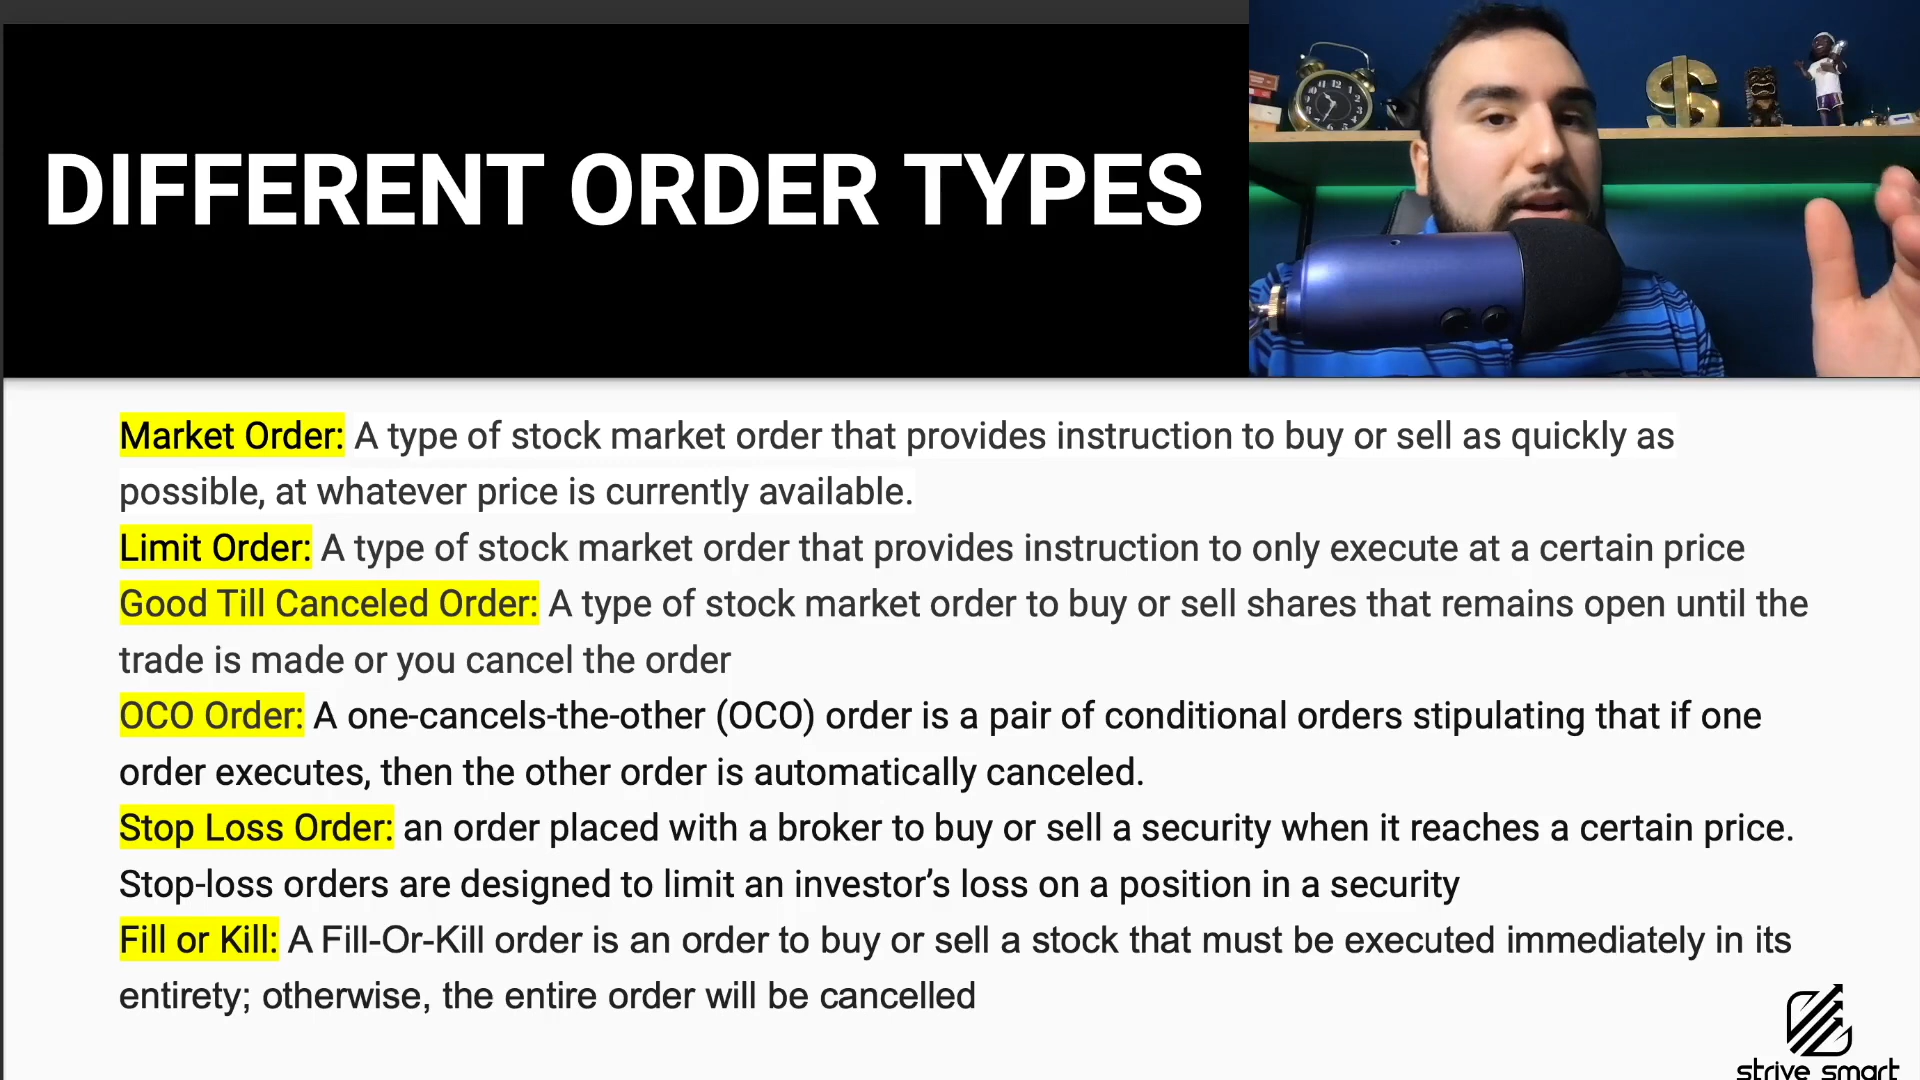 DIFFERENT ORDER TYPES
Market Order: A type of stock market order that provides instruction to buy or sell as quickly as
possible, at whatever price is currently available.
Limit Order: A type of stock market order that provides instruction to only execute at a certain price
Good Till Canceled Order: A type of stock market order to buy or sell shares that remains open until the
trade is made or you cancel the order
OCO Order: A one-cancels-the-other (OCO) order is a pair of conditional orders stipulating that if one
order executes, then the other order is automatically canceled.
Stop Loss Order: an order placed with a broker to buy or sell a security when it reaches a certain price.
Stop-loss orders are designed to limit an investor’s loss on a position in a security
Fill or Kill: A Fill-Or-Kill order is an order to buy or sell a stock that must be executed immediately in its
entirety; otherwise, the entire order will be cancelled
strive smart